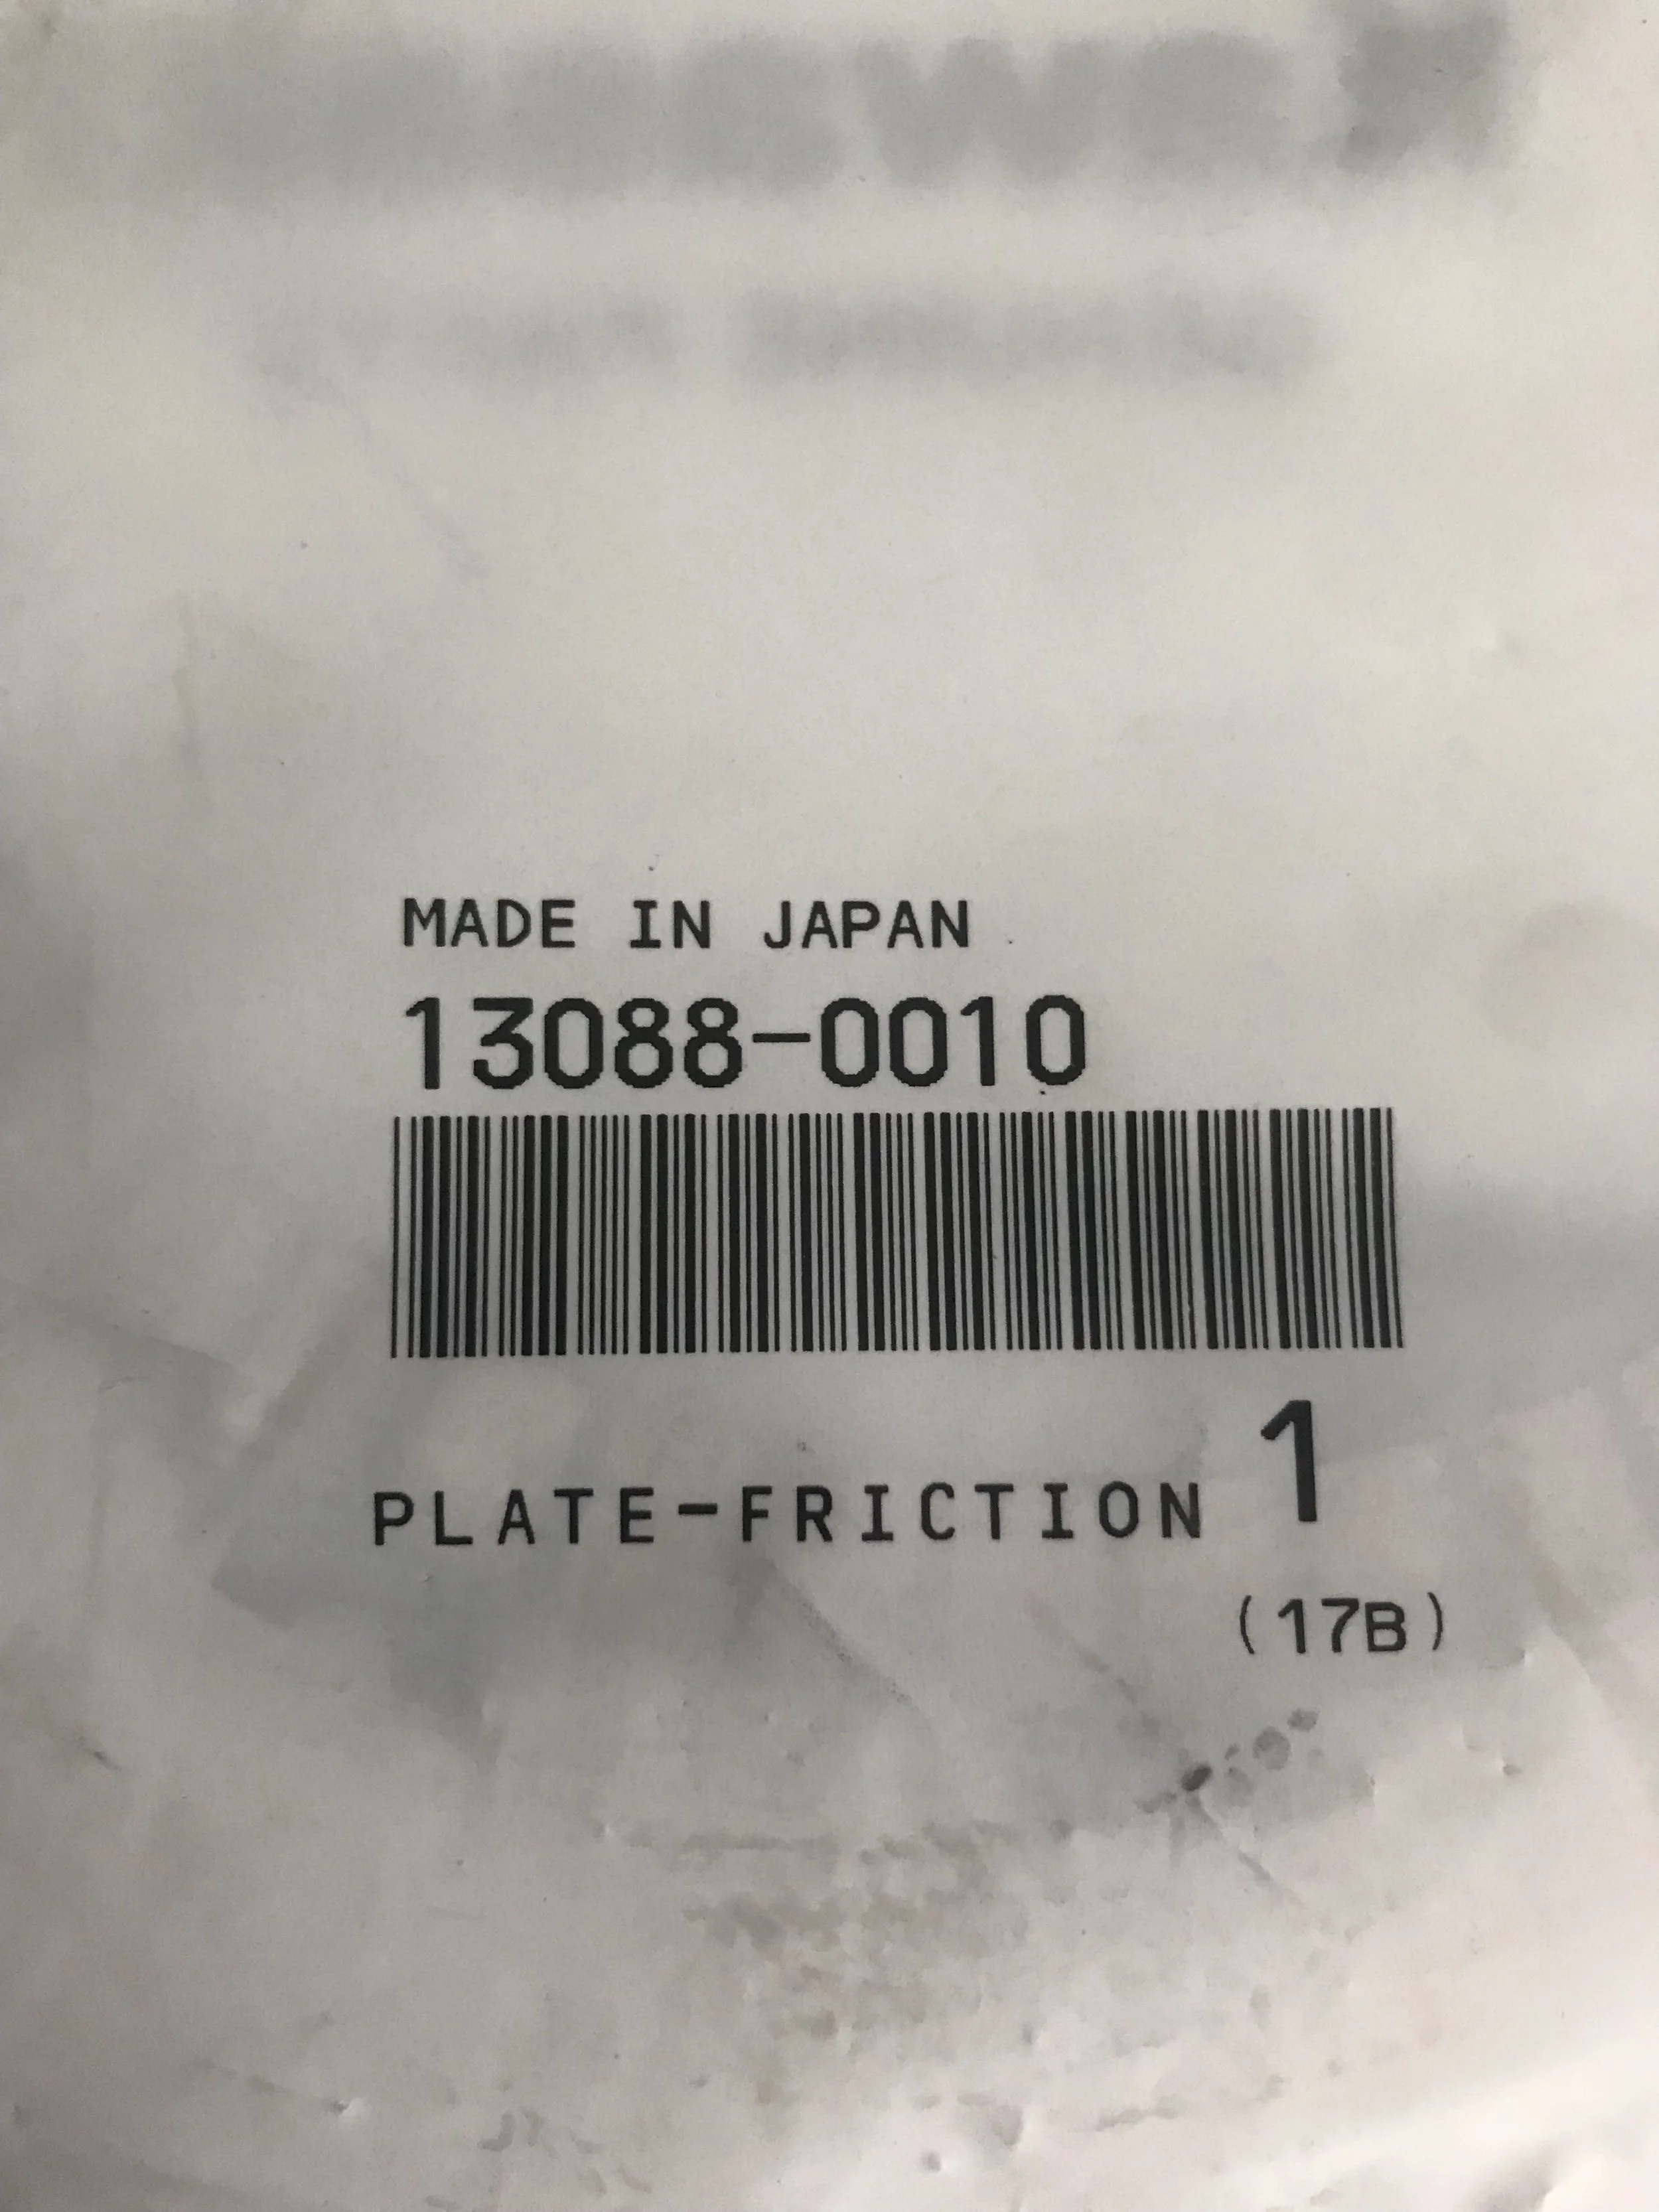 MADE IN JAPAN
13088-0010
PLATE-FRICTION 1
(17B)